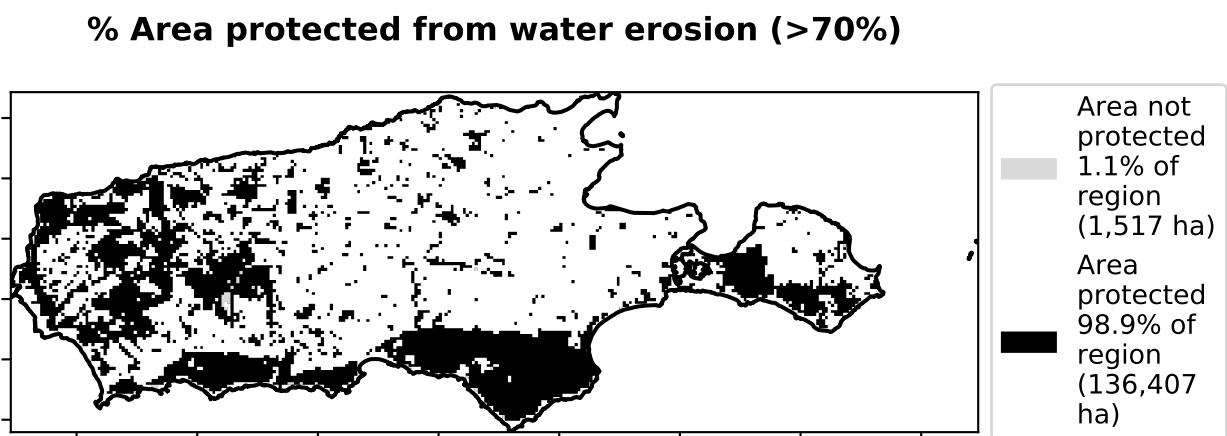 % Area protected from water erosion (>70%)
Area not
protected
1.1% of
region
(1,517 ha)
Area
protected
98.9% of
region
(136,407
ha)